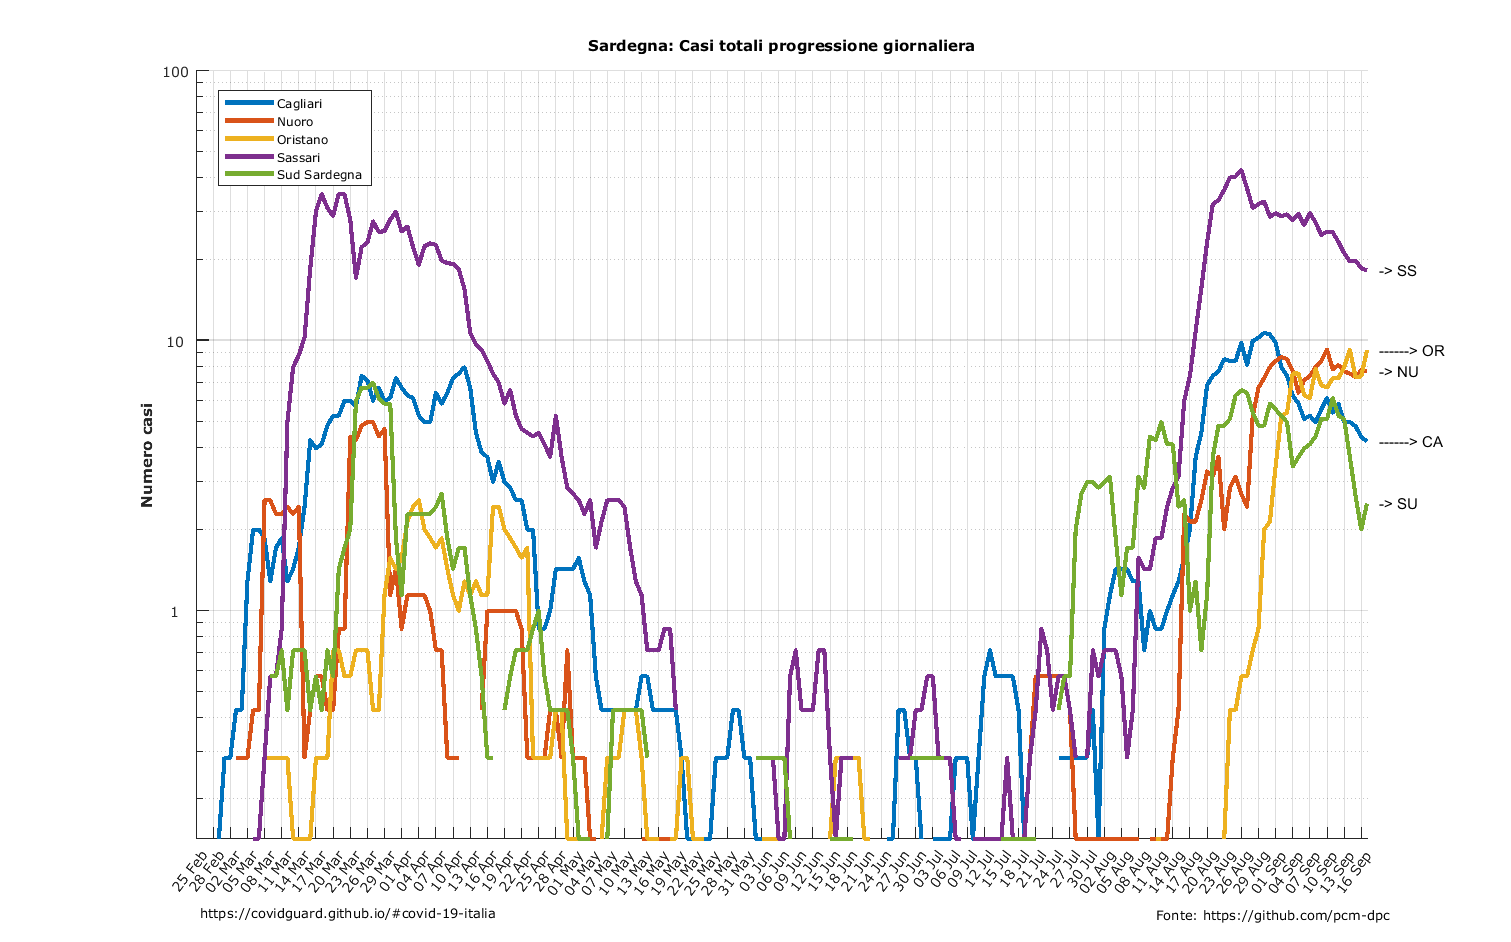 Sardegna: Casi totali progressione giornaliera
100
10
1
Numero casi
Cagliari
Nuoro
Oristano
Sassari
Sud Sardegna
-> SS
------> OR
-> NU
------> CA
-> SU
25 Feb
28 Feb
02 Mar
05 Mar
08 Mar
11 Mar
14 Mar
17 Mar
20 Mar
23 Mar
26 Mar
29 Mar
01 Apr
04 Apr
07 Apr
10 Apr
13 Apr
16 Apr
19 Apr
22 Apr
25 Apr
28 Apr
01 May
04 May
07 May
10 May
13 May
16 May
19 May
22 May
25 May
28 May
31 May
03 Jun
06 Jun
09 Jun
12 Jun
15 Jun
18 Jun
21 Jun
24 Jun
27 Jun
30 Jun
03 Jul
06 Jul
09 Jul
12 Jul
15 Jul
18 Jul
21 Jul
24 Jul
27 Jul
30 Jul
02 Aug
05 Aug
08 Aug
11 Aug
14 Aug
17 Aug
20 Aug
23 Aug
26 Aug
29 Aug
01 Sep
04 Sep
07 Sep
10 Sep
13 Sep
16 Sep
https://covidguard.github.io/#covid-19-italia
Fonte: https://github.com/pcm-dpc